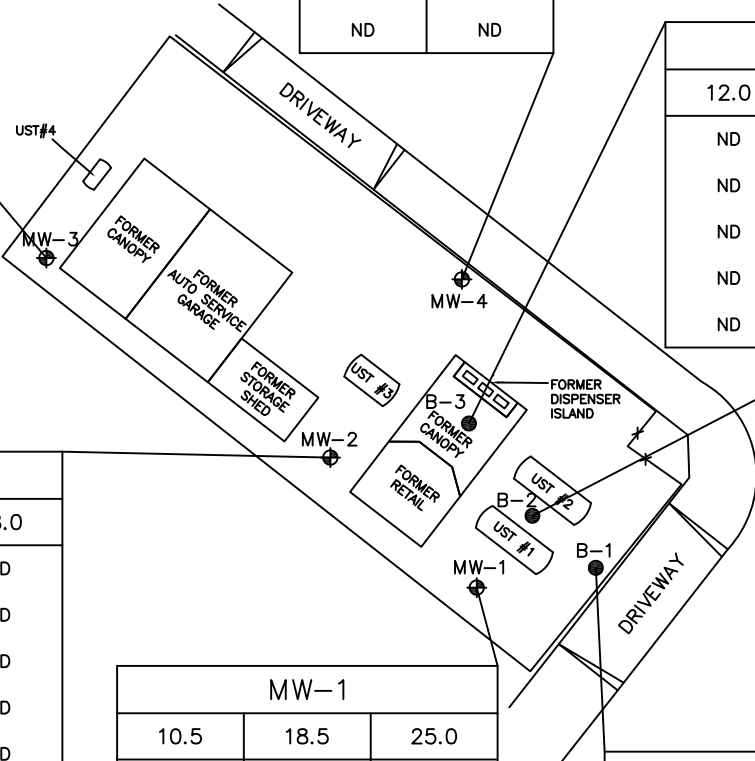 ND ND
12.0
ND
ND
ND
ND
ND
DRIVEWAY
UST#4
MW-3
FORMER
CANOPY
FORMER
AUTO SERVICE
GARAGE
FORMER
STORAGE
SHED
MW-4
UST #3
FORMER
DISPENSER
ISLAND
B-3
FORMER
CANOPY
FORMER
RETAIL
MW-2
UST #2
B-2
UST #1
B-1
MW-1
DRIVEWAY
.0
D
D
D
D
D
MW-1
10.5 18.5 25.0